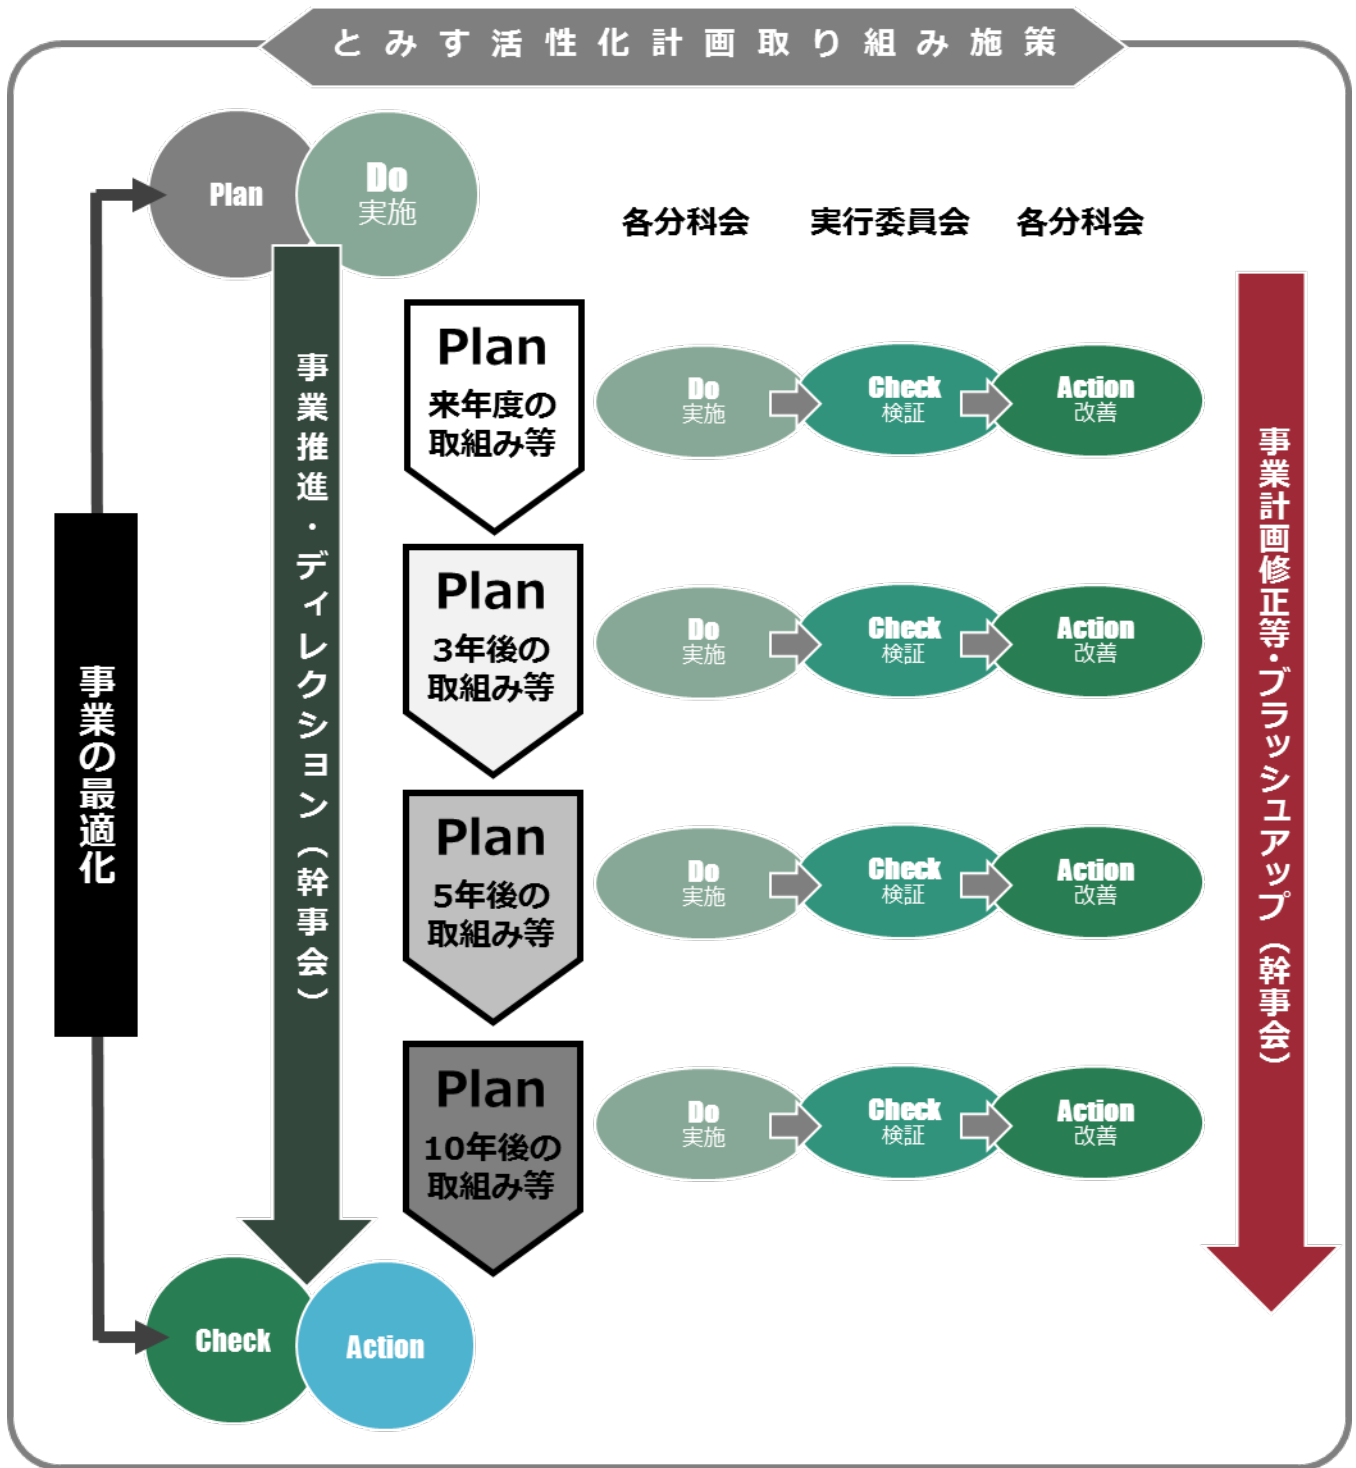 とみす活性化計画取り組み施策
Plan
Do
実施
各分科会
実行委員会
各分科会
事業の最適化
事業推進・ディレクション（幹事会）
Plan
来年度の
取組み等
Do
実施
Check
検証
Action
改善
Plan
3年後の
取組み等
Do
実施
Check
検証
Action
改善
Plan
5年後の
取組み等
Do
実施
Check
検証
Action
改善
Plan
10年後の
取組み等
Do
実施
Check
検証
Action
改善
事業計画修正等・ブラッシュアップ（幹事会）
Check
Action